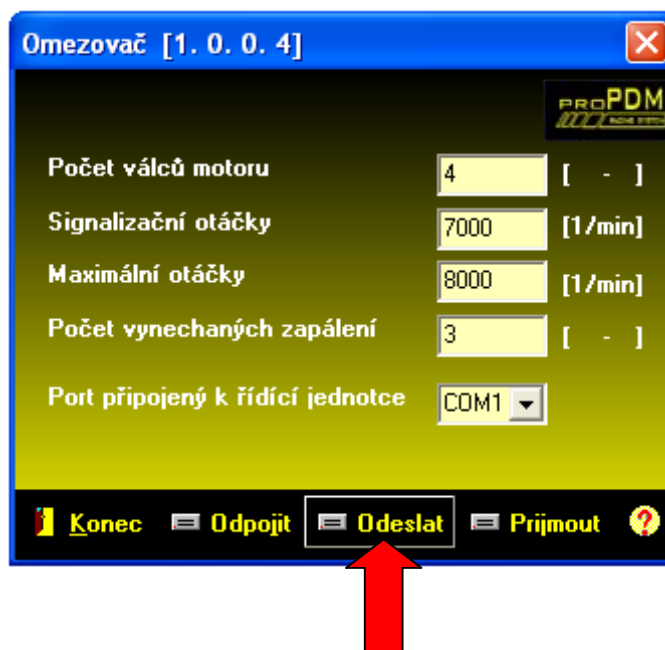 Omezovač [1. 0. 0. 4]
PROPDM
Počet válců motoru 4 [ - ]
Signalizační otáčky 7000 [1/min]
Maximální otáčky 8000 [1/min]
Počet vynechaných zapálení 3 [ - ]
Port připojený k řídící jednotce COM1
Konec Odpojit Odeslat Prijmout ?